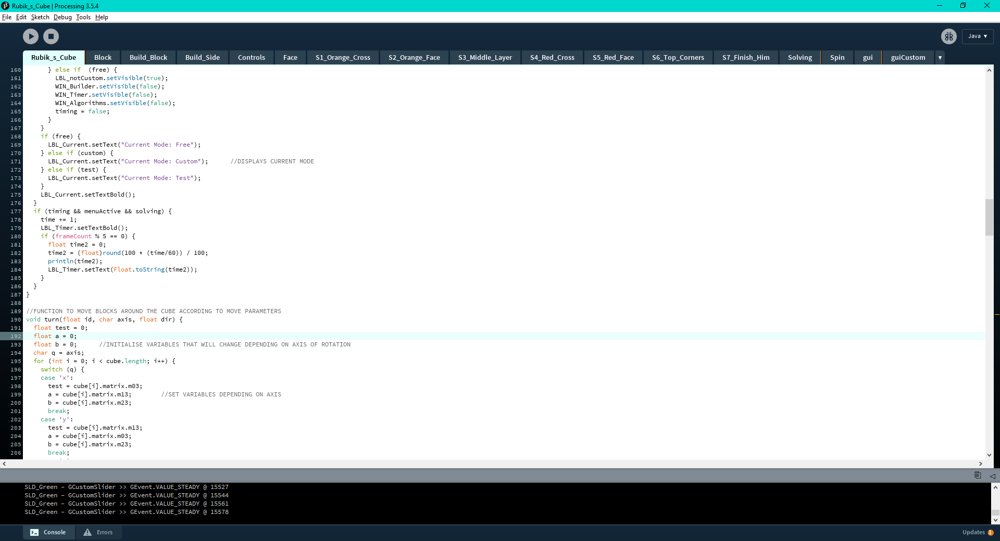 Rubik_s_Cube | Processing 3.5.4
File Edit Sketch Debug Tools Help
Java ▾
Rubik_s_Cube Block Build_Block Build_Side Controls Face S1_Orange_Cross S2_Orange_Face S3_Middle_Layer S4_Red_Cross S5_Red_Face S6_Top_Corners S7_Finish_Him Solving Spin gui guiCustom ▾
160 } else if  (free) {
161 LBL_notCustom.setVisible(true);
162 WIN_Builder.setVisible(false);
163 WIN_Timer.setVisible(false);
164 WIN_Algorithms.setVisible(false);
165 timing = false;
166 }
167 }
168 if (free) {
169 LBL_Current.setText("Current Mode: Free");
170 } else if (custom) {
171 LBL_Current.setText("Current Mode: Custom");      //DISPLAYS CURRENT MODE
172 } else if (test) {
173 LBL_Current.setText("Current Mode: Test");
174 }
175 LBL_Current.setTextBold();
176 }
177 if (timing && menuActive && solving) {
178 time += 1;
179 LBL_Timer.setTextBold();
180 if (frameCount % 5 == 0) {
181 float time2 = 0;
182 time2 = (float)round(100 * (time/60)) / 100;
183 println(time2);
184 LBL_Timer.setText(Float.toString(time2));
185 }
186 }
187 }
188
189 //FUNCTION TO MOVE BLOCKS AROUND THE CUBE ACCORDING TO MOVE PARAMETERS
190 void turn(float id, char axis, float dir) {
191 float test = 0;
192 float a = 0;
193 float b = 0;      //INITIALISE VARIABLES THAT WILL CHANGE DEPENDING ON AXIS OF ROTATION
194 char q = axis;
195 for (int i = 0; i < cube.length; i++) {
196 switch (q) {
197 case 'x':
198 test = cube[i].matrix.m03;
199 a = cube[i].matrix.m13;        //SET VARIABLES DEPENDING ON AXIS
200 b = cube[i].matrix.m23;
201 break;
202 case 'y':
203 test = cube[i].matrix.m13;
204 a = cube[i].matrix.m03;
205 b = cube[i].matrix.m23;
206 break;
SLD_Green - GCustomSlider >> GEvent.VALUE_STEADY @ 15527
SLD_Green - GCustomSlider >> GEvent.VALUE_STEADY @ 15544
SLD_Green - GCustomSlider >> GEvent.VALUE_STEADY @ 15561
SLD_Green - GCustomSlider >> GEvent.VALUE_STEADY @ 15578
Console Errors Updates 1